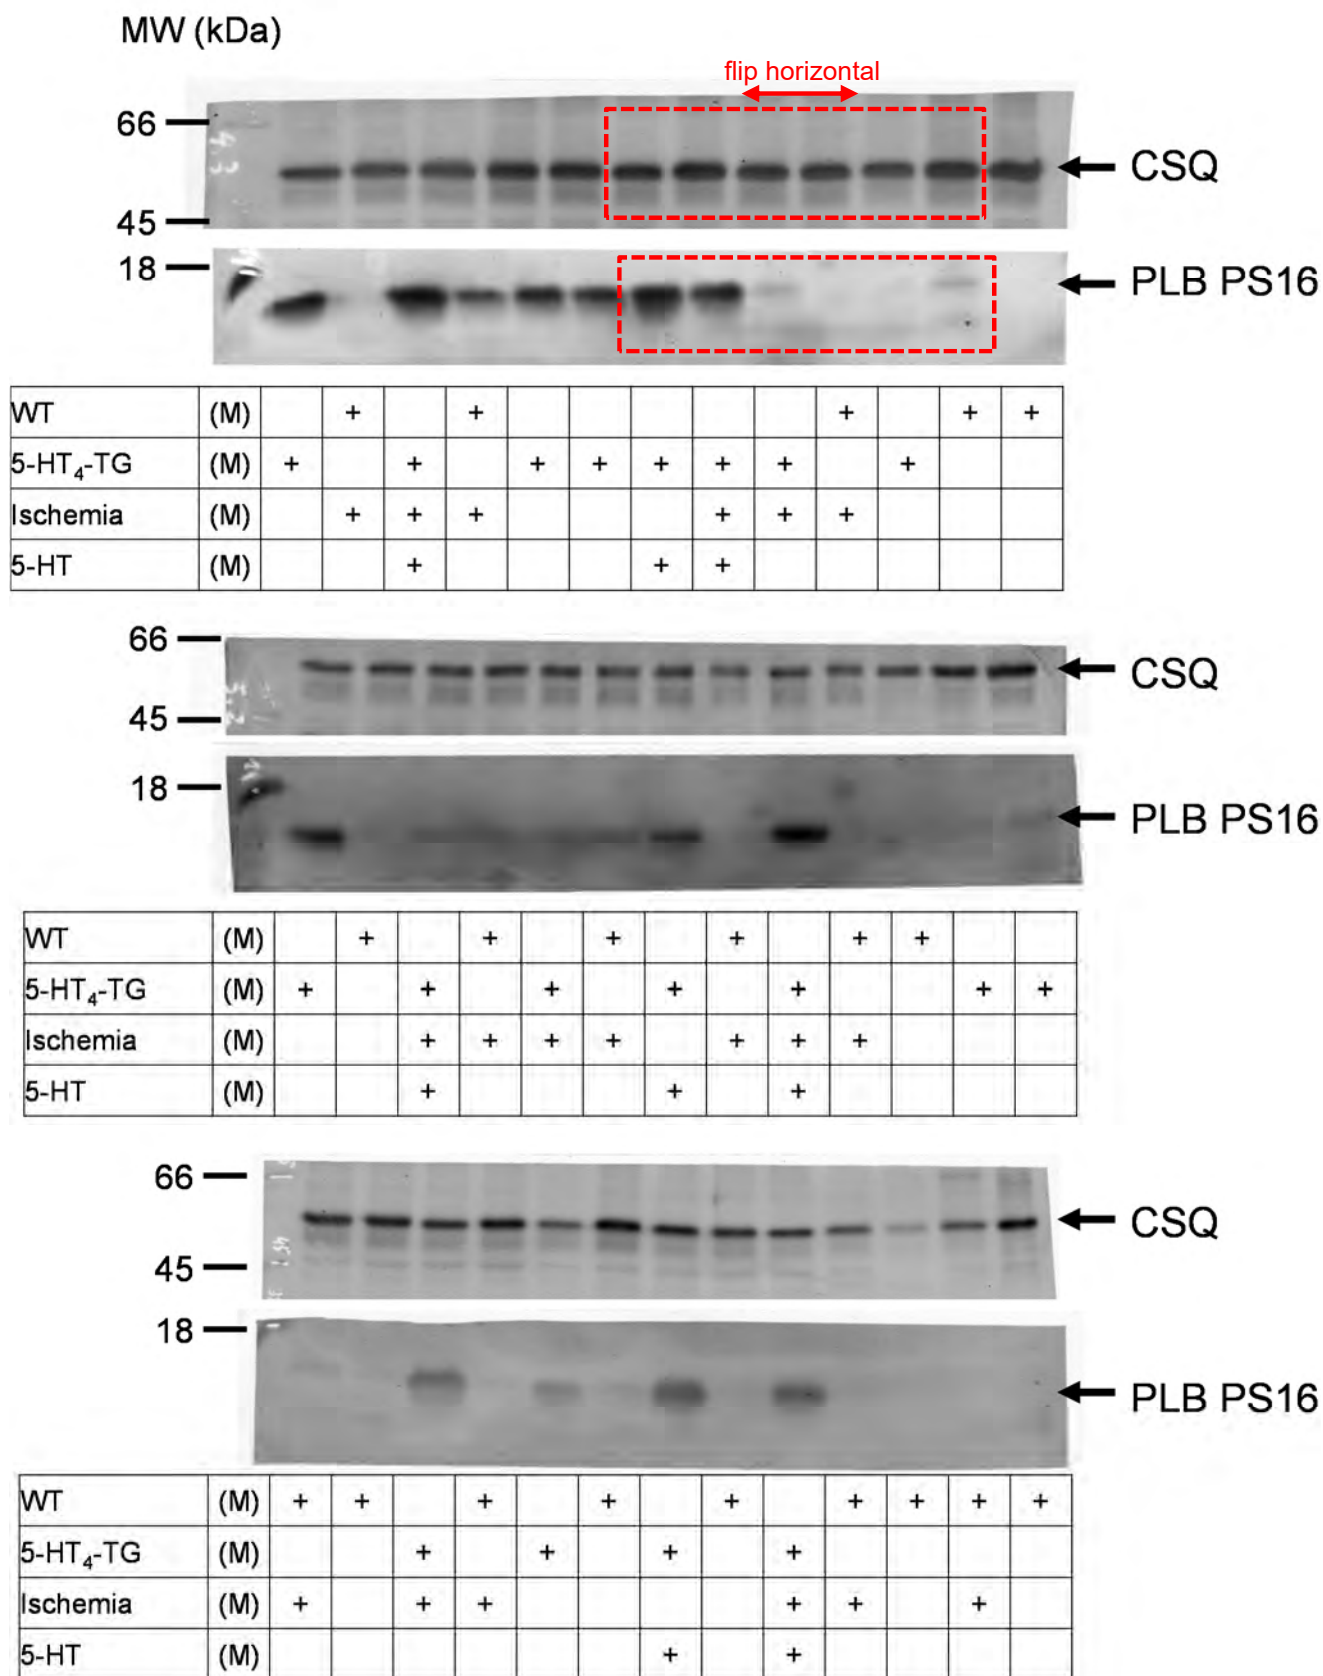 MW (kDa)
flip horizontal
66
CSQ
45
18
PLB PS16
WT (M) + + + + +
5-HT₄-TG (M) + + + + + + + +
Ischemia (M) + + + + + +
5-HT (M) + + +
66
CSQ
45
18
PLB PS16
WT (M) + + + + + +
5-HT₄-TG (M) + + + + + + +
Ischemia (M) + + + + + + +
5-HT (M) + + +
66
CSQ
45
18
PLB PS16
WT (M) + + + + + + + + +
5-HT₄-TG (M) + + + +
Ischemia (M) + + + + + +
5-HT (M) + +